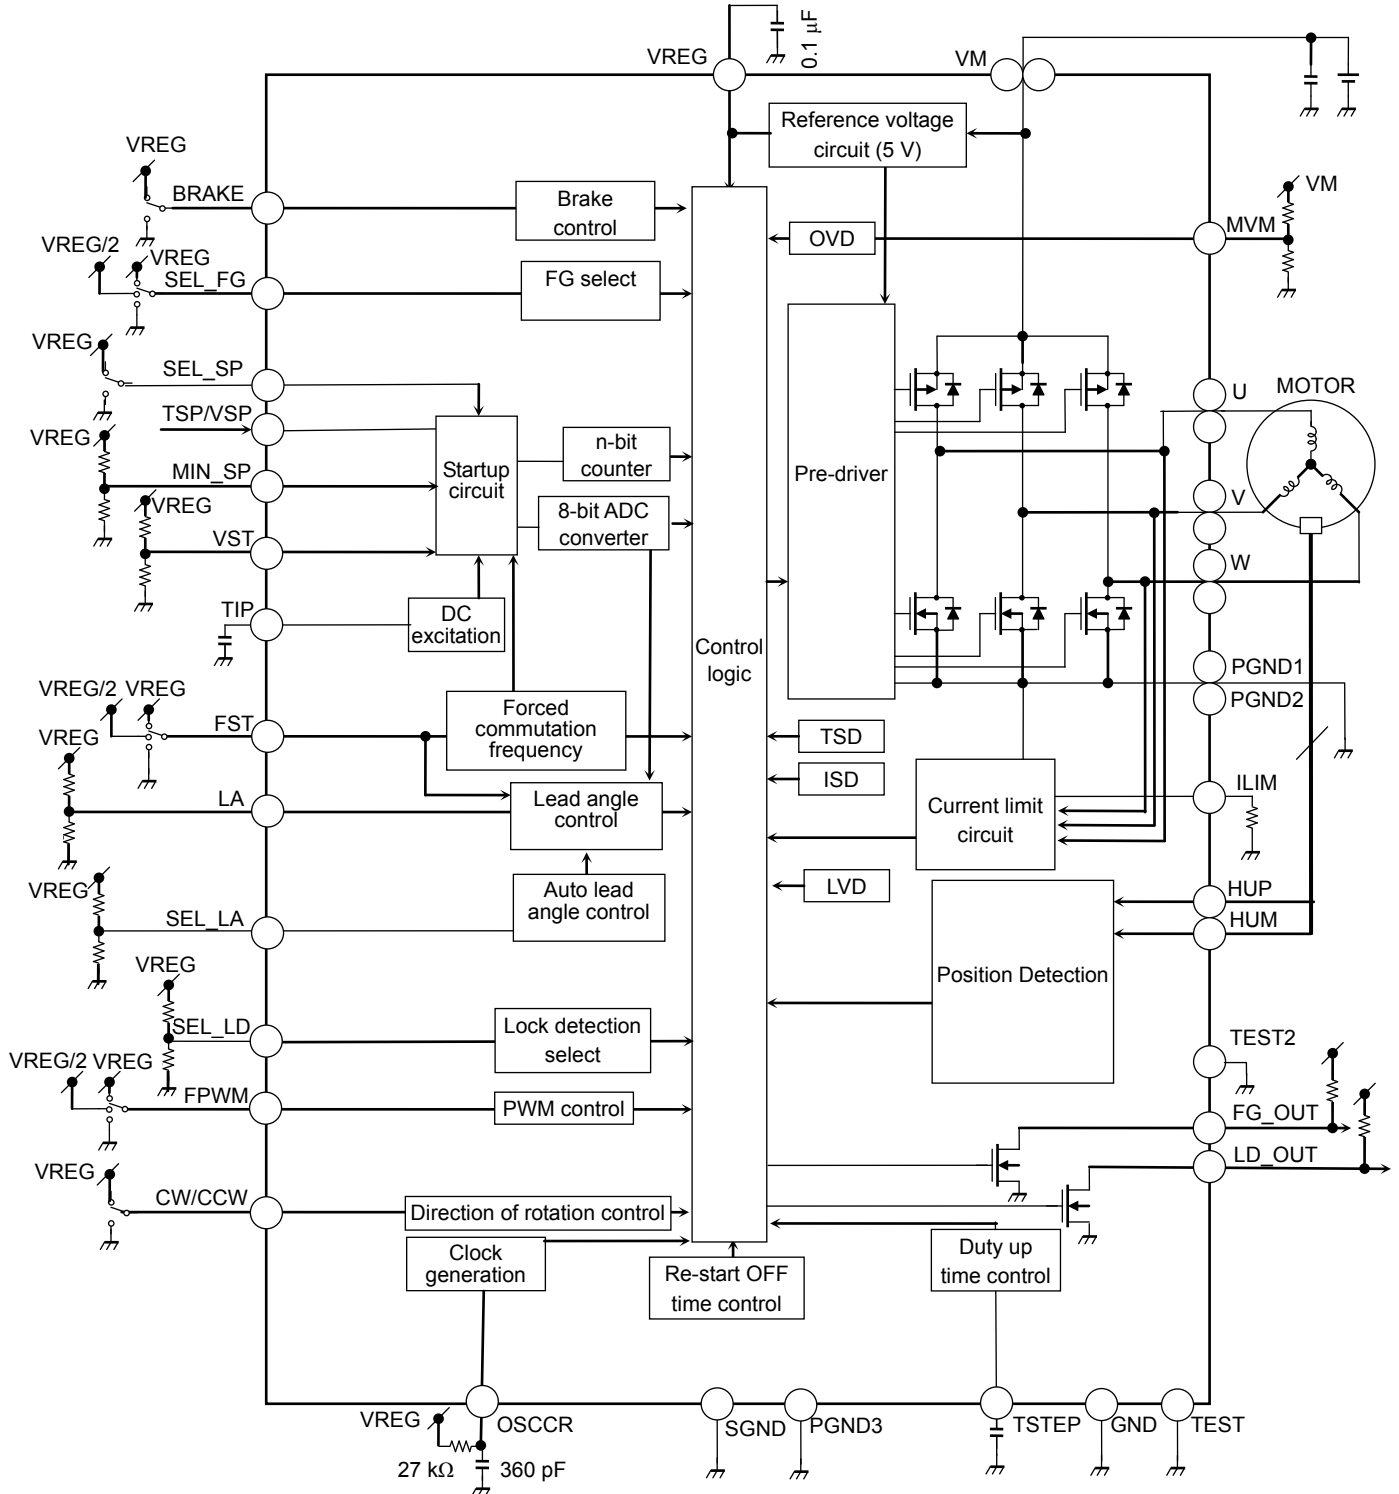 0.1 μF
VREG
VM
Reference voltage
circuit (5 V)
VREG
BRAKE
Brake
control
VM
MVM
OVD
VREG/2
VREG
SEL_FG
FG select
VREG
SEL_SP
TSP/VSP
VREG
MIN_SP
VREG
VST
Startup
circuit
n-bit
counter
8-bit ADC
converter
Pre-driver
U
MOTOR
V
W
TIP
DC
excitation
Control
logic
PGND1
PGND2
VREG/2
VREG
FST
Forced
commutation
frequency
TSD
ISD
VREG
LA
Lead angle
control
Current limit
circuit
ILIM
VREG
SEL_LA
Auto lead
angle control
LVD
HUP
HUM
Position Detection
VREG
SEL_LD
Lock detection
select
TEST2
VREG/2
VREG
FPWM
PWM control
FG_OUT
LD_OUT
VREG
CW/CCW
Direction of rotation control
Clock
generation
Re-start OFF
time control
Duty up
time control
VREG
OSCCR
27 kΩ
360 pF
SGND
PGND3
TSTEP
GND
TEST